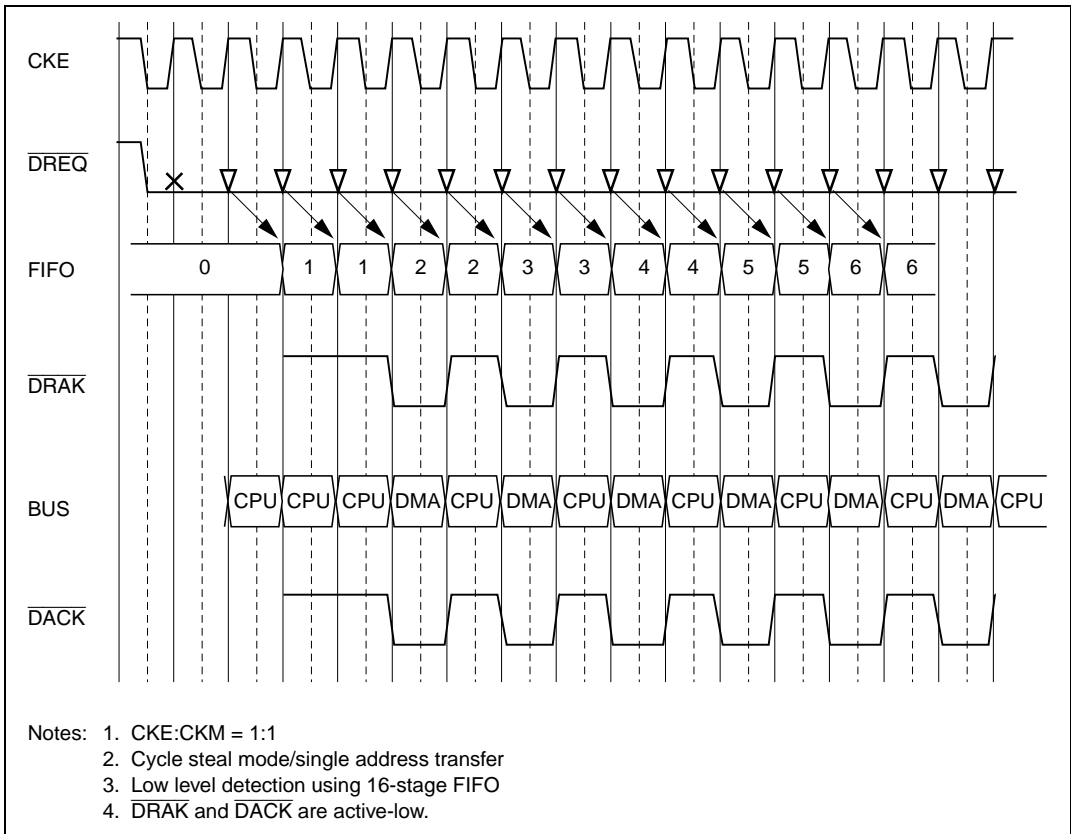 CKE
DREQ
FIFO 0 1 1 2 2 3 3 4 4 5 5 6 6
DRAK
BUS CPU CPU CPU DMA CPU DMA CPU DMA CPU DMA CPU DMA CPU DMA CPU
DACK
Notes: 1. CKE:CKM = 1:1
2. Cycle steal mode/single address transfer
3. Low level detection using 16-stage FIFO
4. DRAK and DACK are active-low.